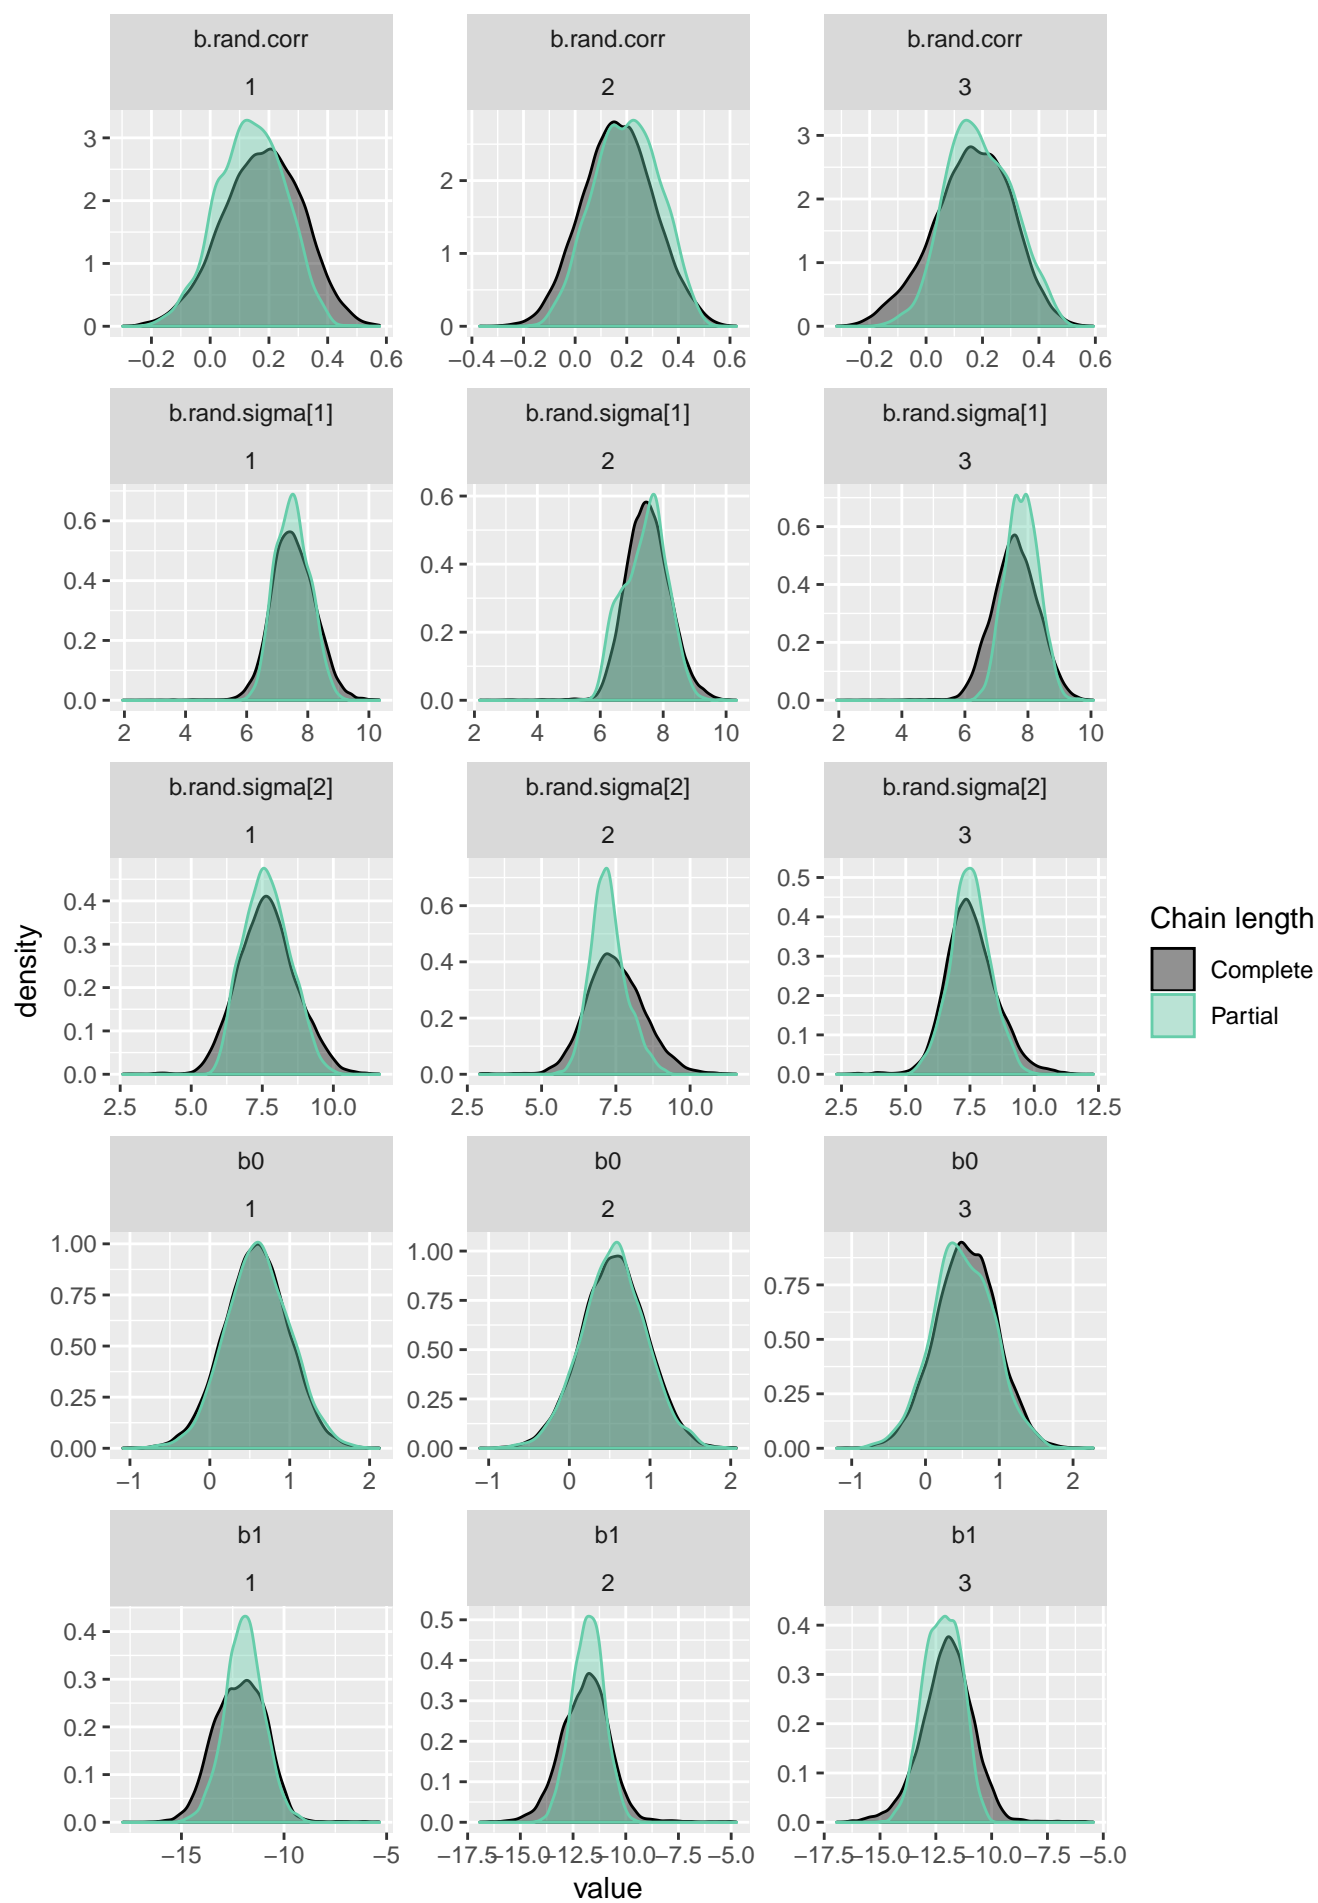 b.rand.corr b.rand.corr b.rand.corr
1 2 3
3
2
1
0
2
1
0
3
2
1
0
−0.2 0.0 0.2 0.4 0.6
−0.4 −0.2 0.0 0.2 0.4 0.6
−0.2 0.0 0.2 0.4 0.6
b.rand.sigma[1] b.rand.sigma[1] b.rand.sigma[1]
1 2 3
0.6
0.4
0.2
0.0
0.6
0.5
0.4
0.3
0.2
0.1
0.0
0.6
0.4
0.2
0.0
2 4 6 8 10
2 4 6 8 10
2 4 6 8 10
b.rand.sigma[2] b.rand.sigma[2] b.rand.sigma[2]
1 2 3
0.4
0.3
0.2
0.1
0.0
0.6
0.4
0.2
0.0
0.5
0.4
0.3
0.2
0.1
0.0
2.5 5.0 7.5 10.0
2.5 5.0 7.5 10.0
2.5 5.0 7.5 10.0 12.5
b0 b0 b0
1 2 3
1.00
0.75
0.50
0.25
0.00
1.00
0.75
0.50
0.25
0.00
0.75
0.50
0.25
0.00
−1 0 1 2
−1 0 1 2
−1 0 1 2
b1 b1 b1
1 2 3
0.4
0.3
0.2
0.1
0.0
0.5
0.4
0.3
0.2
0.1
0.0
0.4
0.3
0.2
0.1
0.0
−15 −10 −5
−17.5 −15.0 −12.5 −10.0 −7.5 −5.0
−17.5 −15.0 −12.5 −10.0 −7.5 −5.0
value
density
Chain length
Complete
Partial